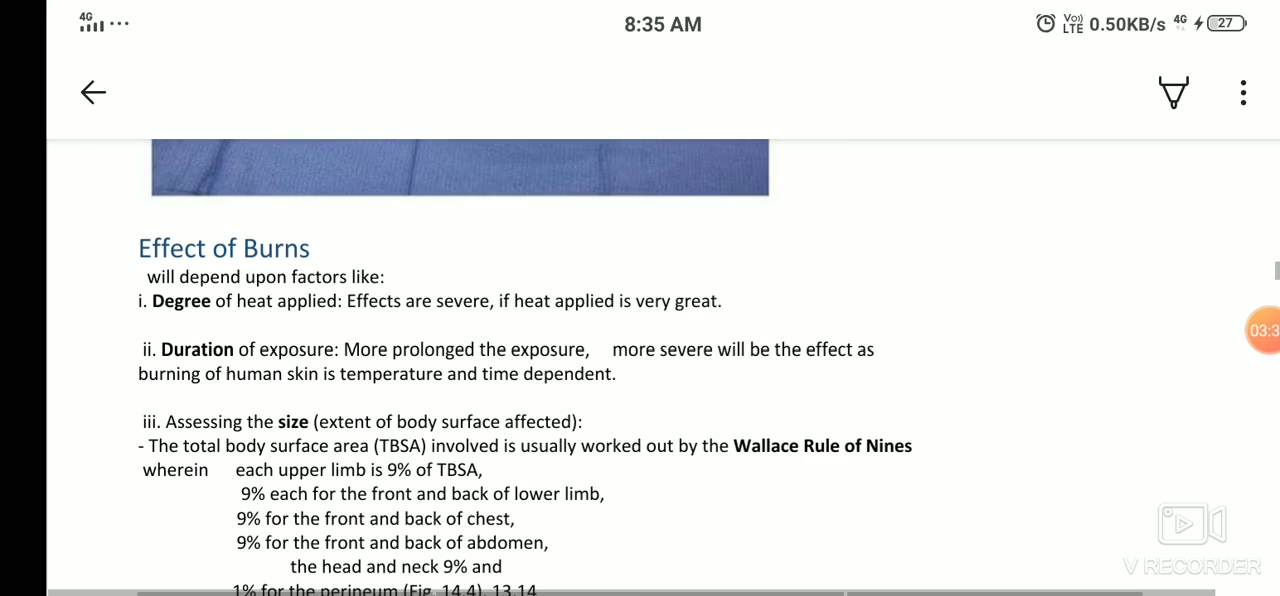 4G
8:35 AM
Vo)) LTE 0.50KB/s 4G 27
Effect of Burns
will depend upon factors like:
i. Degree of heat applied: Effects are severe, if heat applied is very great.
ii. Duration of exposure: More prolonged the exposure, more severe will be the effect as
burning of human skin is temperature and time dependent.
iii. Assessing the size (extent of body surface affected):
- The total body surface area (TBSA) involved is usually worked out by the Wallace Rule of Nines
wherein each upper limb is 9% of TBSA,
9% each for the front and back of lower limb,
9% for the front and back of chest,
9% for the front and back of abdomen,
the head and neck 9% and
1% for the perineum (Fig. 14.4). 13,14
03:3
V RECORDER